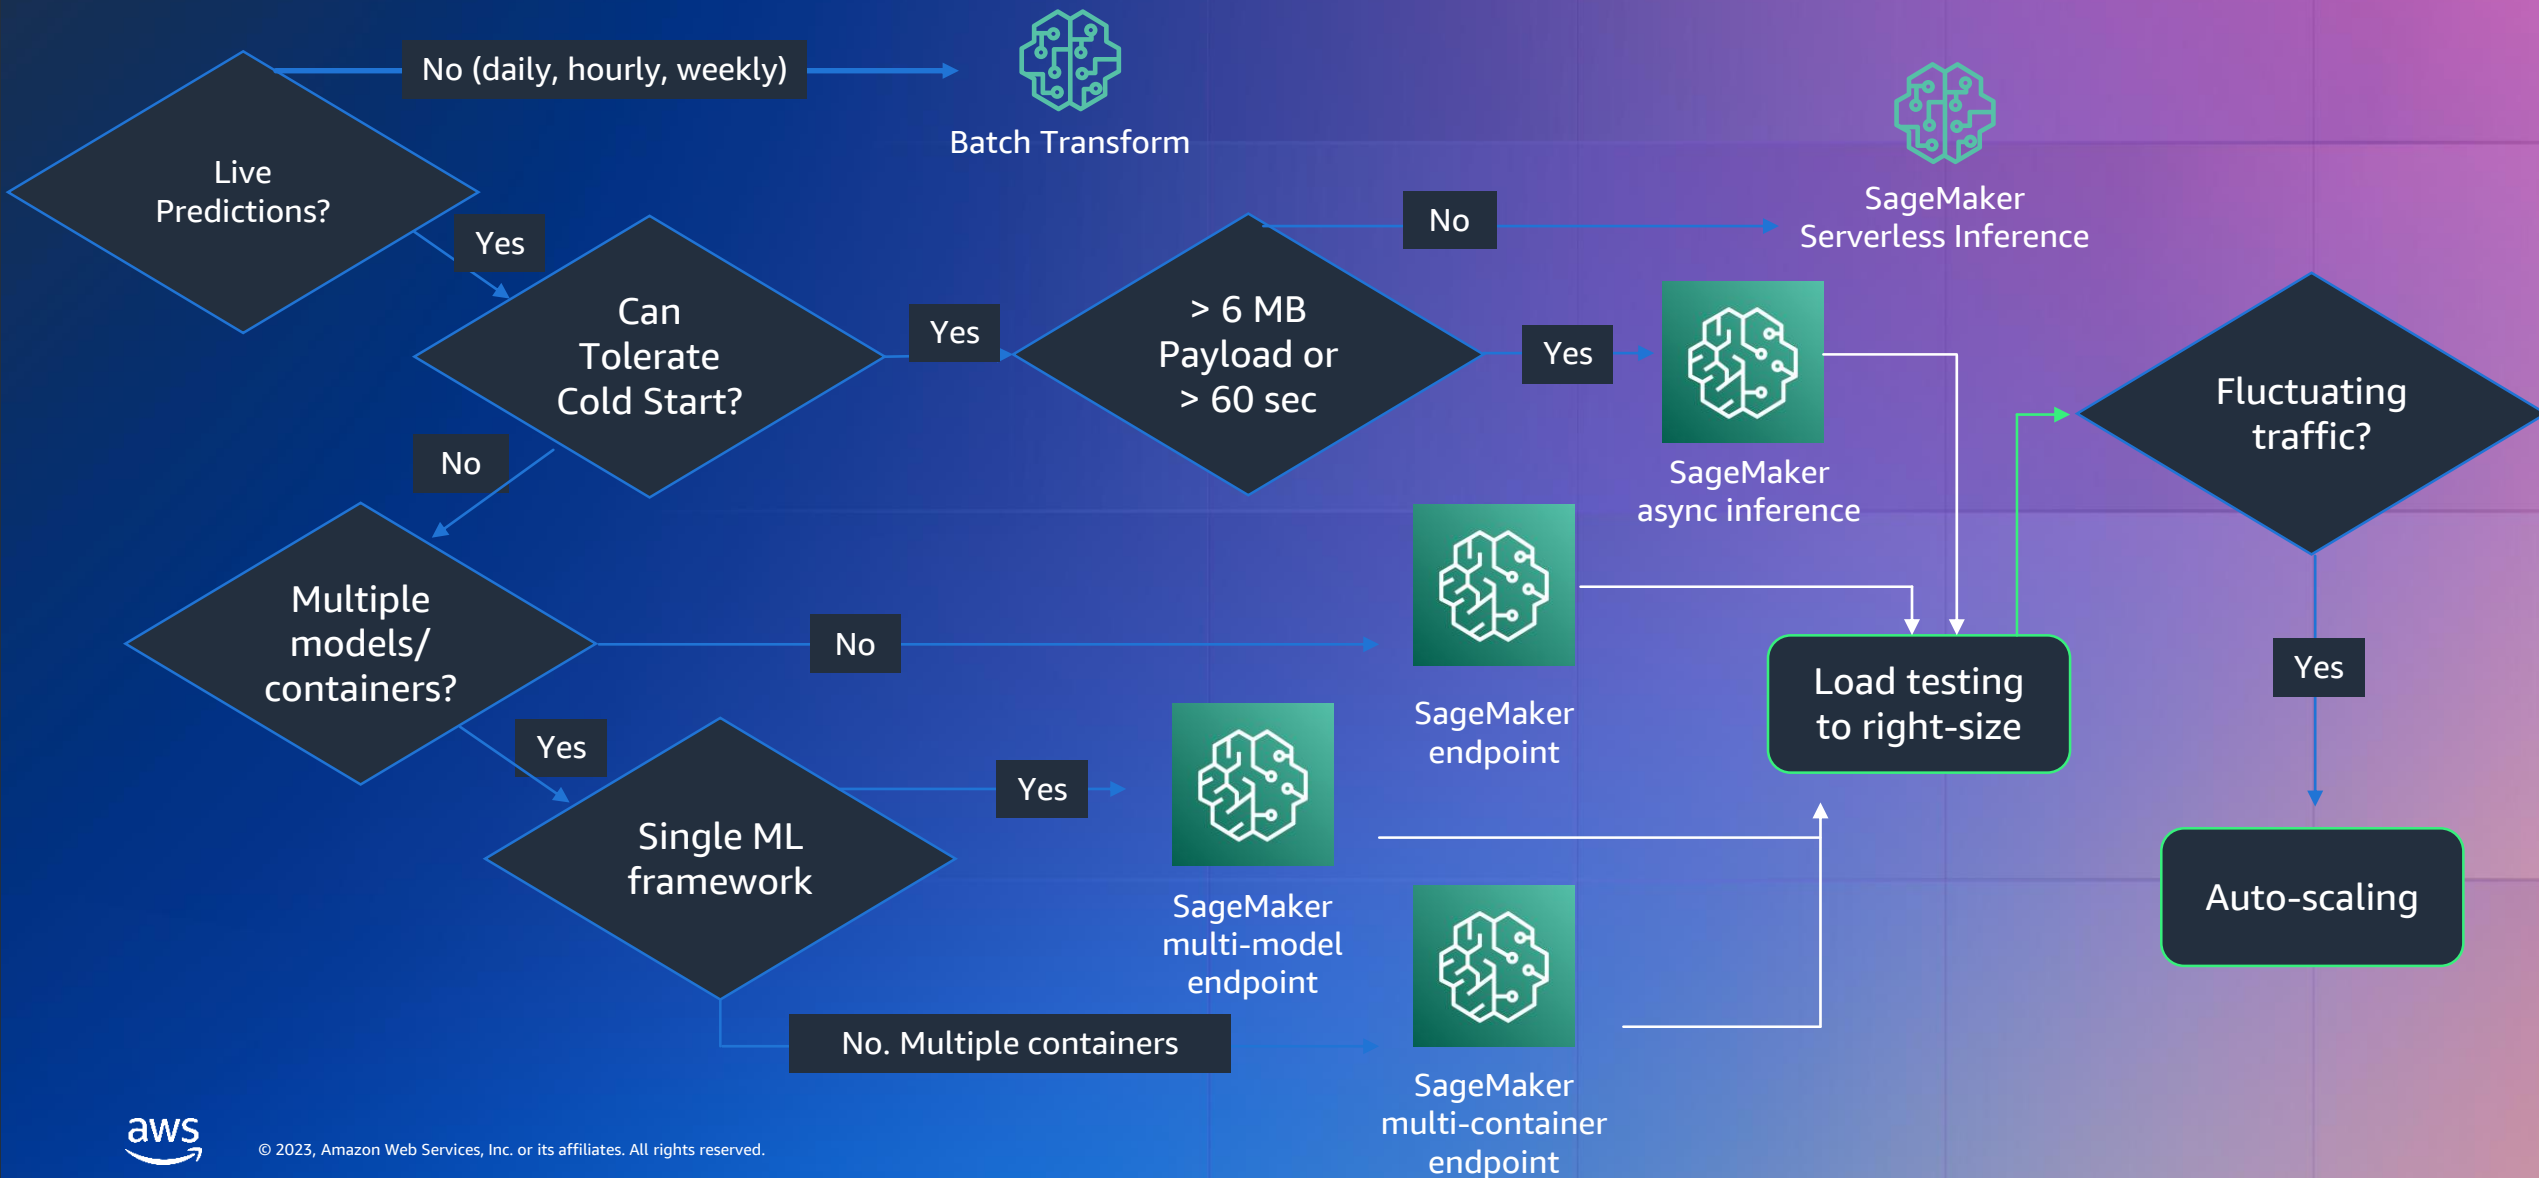 No (daily, hourly, weekly)
Batch Transform
Live
Predictions?
Yes
SageMaker
Serverless Inference
No
Can
Tolerate
Cold Start?
Yes
> 6 MB
Payload or
> 60 sec
Yes
SageMaker
async inference
Fluctuating
traffic?
No
Multiple
models/
containers?
No
SageMaker
endpoint
Load testing
to right-size
Yes
Yes
Single ML
framework
Yes
SageMaker
multi-model
endpoint
Auto-scaling
No. Multiple containers
SageMaker
multi-container
endpoint
aws
© 2023, Amazon Web Services, Inc. or its affiliates. All rights reserved.